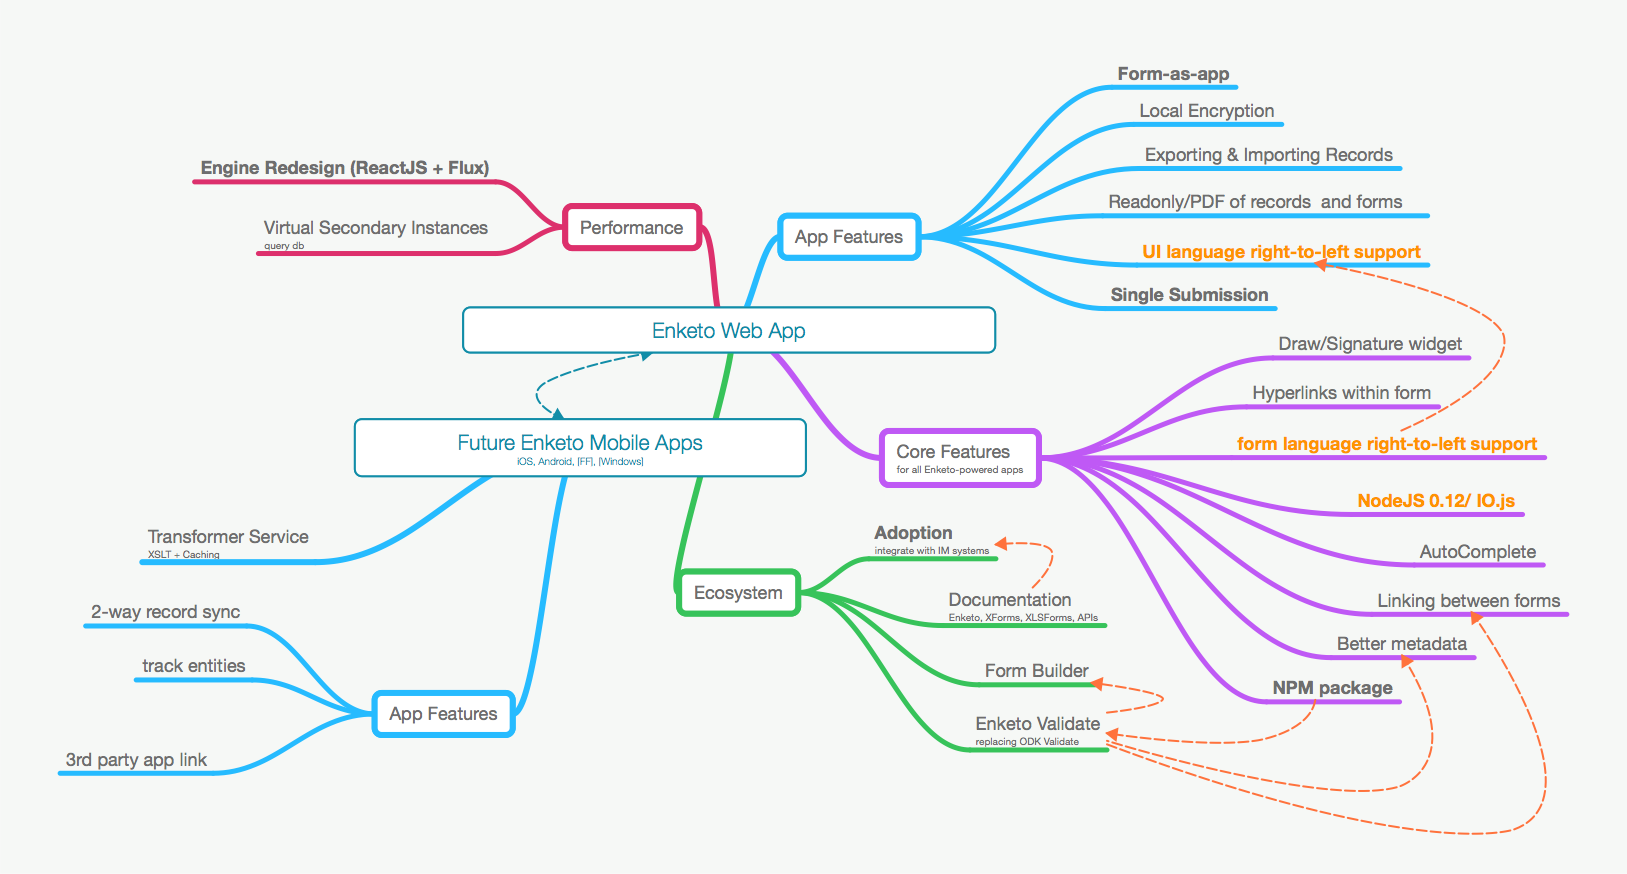 Enketo Web App
Performance
Engine Redesign (ReactJS + Flux)
Virtual Secondary Instances
query db
App Features
Form-as-app
Local Encryption
Exporting & Importing Records
Readonly/PDF of records and forms
UI language right-to-left support
Single Submission
Core Features
for all Enketo-powered apps
Draw/Signature widget
Hyperlinks within form
form language right-to-left support
NodeJS 0.12/ IO.js
AutoComplete
Linking between forms
Better metadata
NPM package
Ecosystem
Adoption
integrate with IM systems
Documentation
Enketo, XForms, XLSForms, APIs
Form Builder
Enketo Validate
replacing ODK Validate
Future Enketo Mobile Apps
iOS, Android, [FF], [Windows]
Transformer Service
XSLT + Caching
App Features
2-way record sync
track entities
3rd party app link